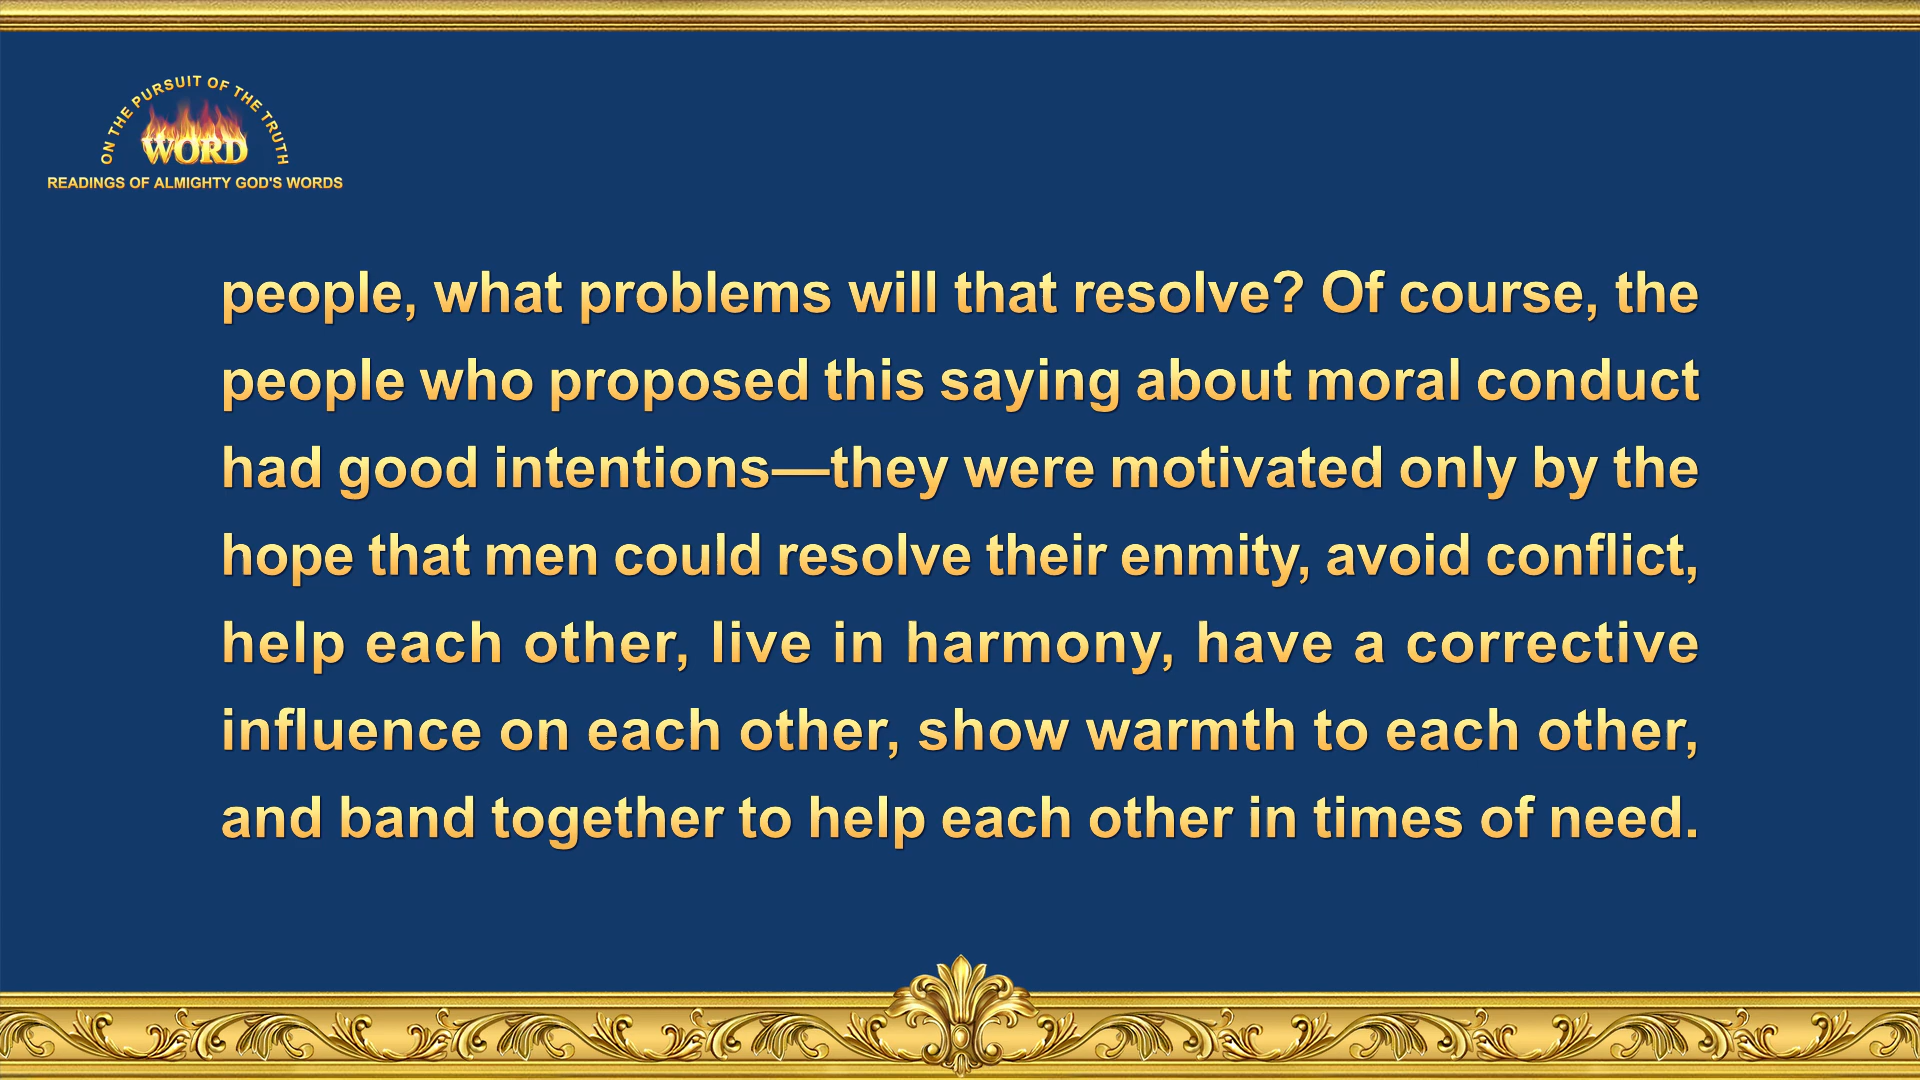 ON THE PURSUIT OF THE TRUTH
WORD
READINGS OF ALMIGHTY GOD'S WORDS
people, what problems will that resolve? Of course, the
people who proposed this saying about moral conduct
had good intentions—they were motivated only by the
hope that men could resolve their enmity, avoid conflict,
help each other, live in harmony, have a corrective
influence on each other, show warmth to each other,
and band together to help each other in times of need.